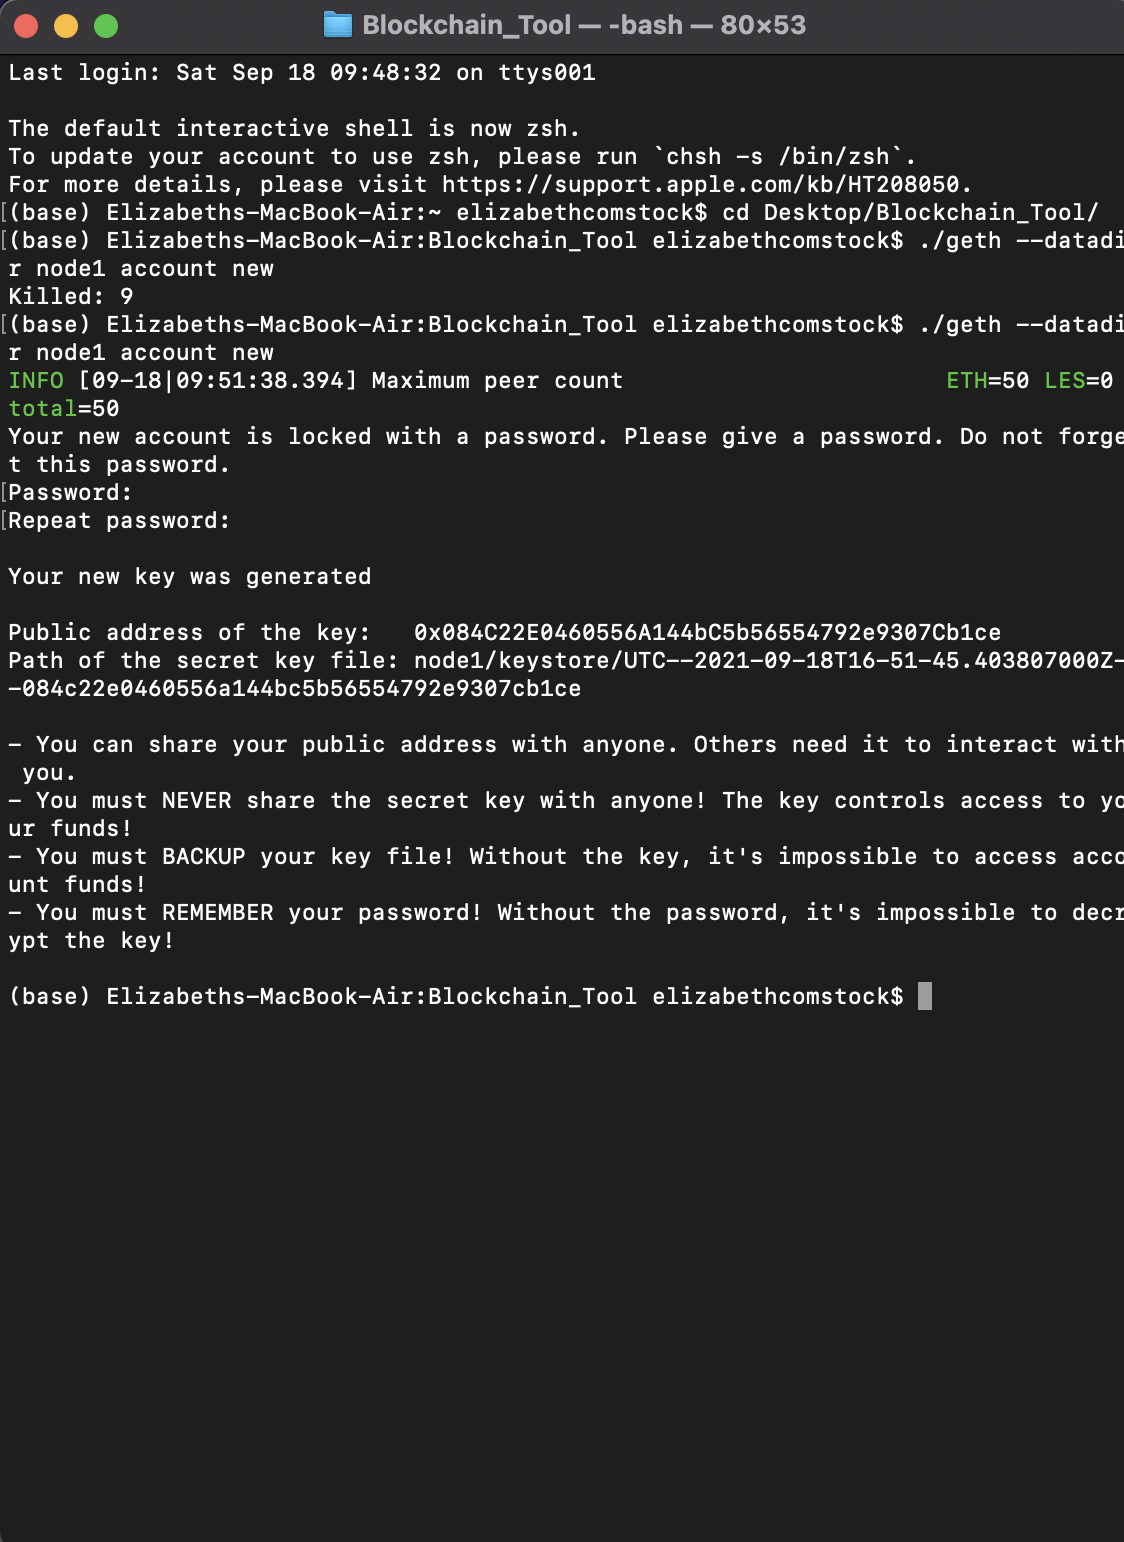 Blockchain_Tool — -bash — 80×53
Last login: Sat Sep 18 09:48:32 on ttys001
The default interactive shell is now zsh.
To update your account to use zsh, please run `chsh -s /bin/zsh`.
For more details, please visit https://support.apple.com/kb/HT208050.
[(base) Elizabeths-MacBook-Air:~ elizabethcomstock$ cd Desktop/Blockchain_Tool/
[(base) Elizabeths-MacBook-Air:Blockchain_Tool elizabethcomstock$ ./geth --datadi
r node1 account new
Killed: 9
[(base) Elizabeths-MacBook-Air:Blockchain_Tool elizabethcomstock$ ./geth --datadi
r node1 account new
INFO [09-18|09:51:38.394] Maximum peer count                       ETH=50 LES=0
total=50
Your new account is locked with a password. Please give a password. Do not forge
t this password.
[Password:
[Repeat password:
Your new key was generated
Public address of the key:   0x084C22E0460556A144bC5b56554792e9307Cb1ce
Path of the secret key file: node1/keystore/UTC--2021-09-18T16-51-45.403807000Z-
-084c22e0460556a144bc5b56554792e9307cb1ce
- You can share your public address with anyone. Others need it to interact with
 you.
- You must NEVER share the secret key with anyone! The key controls access to yo
ur funds!
- You must BACKUP your key file! Without the key, it's impossible to access acco
unt funds!
- You must REMEMBER your password! Without the password, it's impossible to decr
ypt the key!
(base) Elizabeths-MacBook-Air:Blockchain_Tool elizabethcomstock$